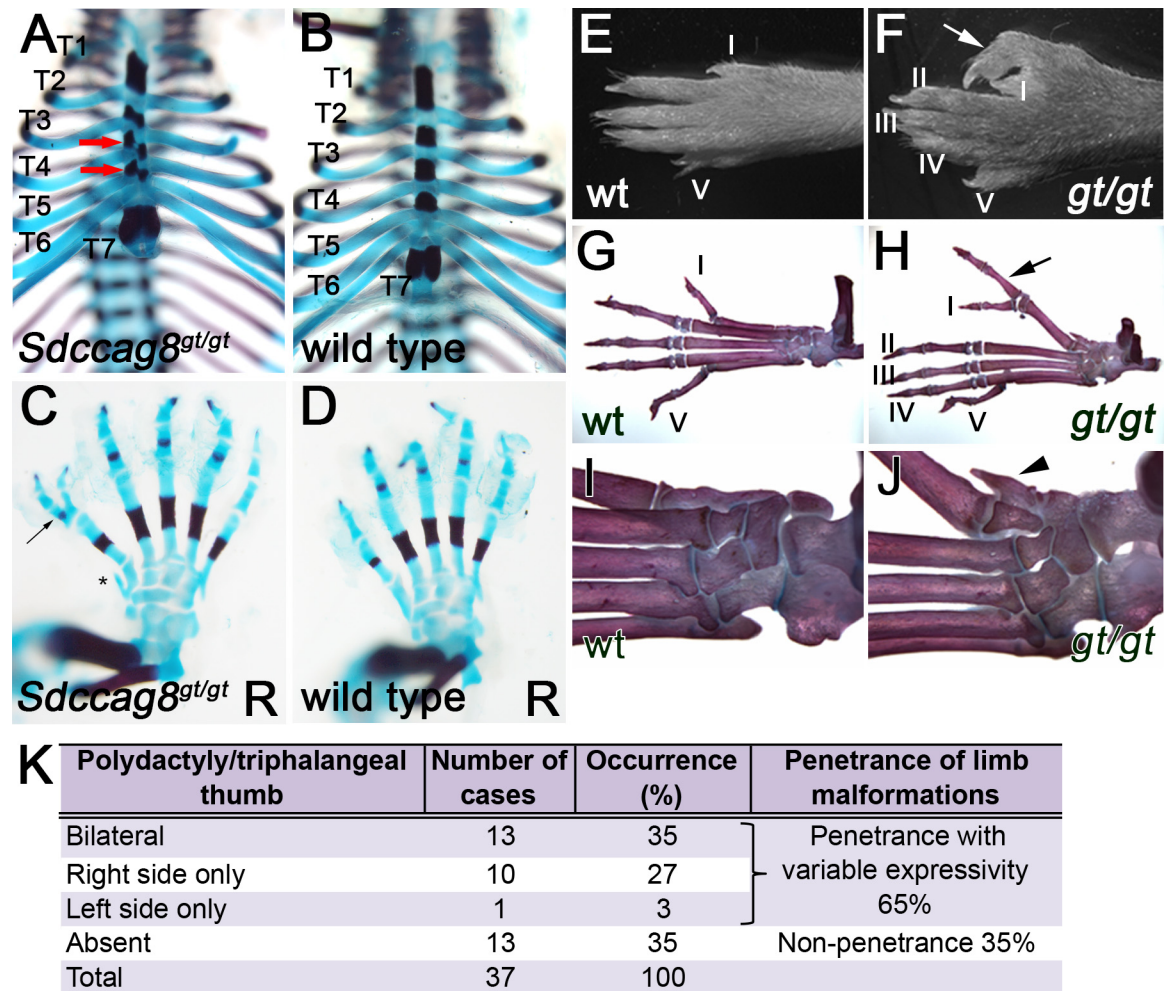 A
T1
T2
T3
T4
T5
T6
T7
Sdccag8gt/gt
B
T1
T2
T3
T4
T5
T6
T7
wild type
C
*
Sdccag8gt/gt
R
D
wild type
R
E
I
V
wt
F
I
II
III
IV
V
gt/gt
G
I
V
wt
H
I
II
III
IV
V
gt/gt
I
wt
J
gt/gt
K
Polydactyly/triphalangeal thumb | Number of cases | Occurrence (%) | Penetrance of limb malformations
Bilateral 13 35
Right side only 10 27
Left side only 1 3
Penetrance with
variable expressivity
65%
Absent 13 35 Non-penetrance 35%
Total 37 100